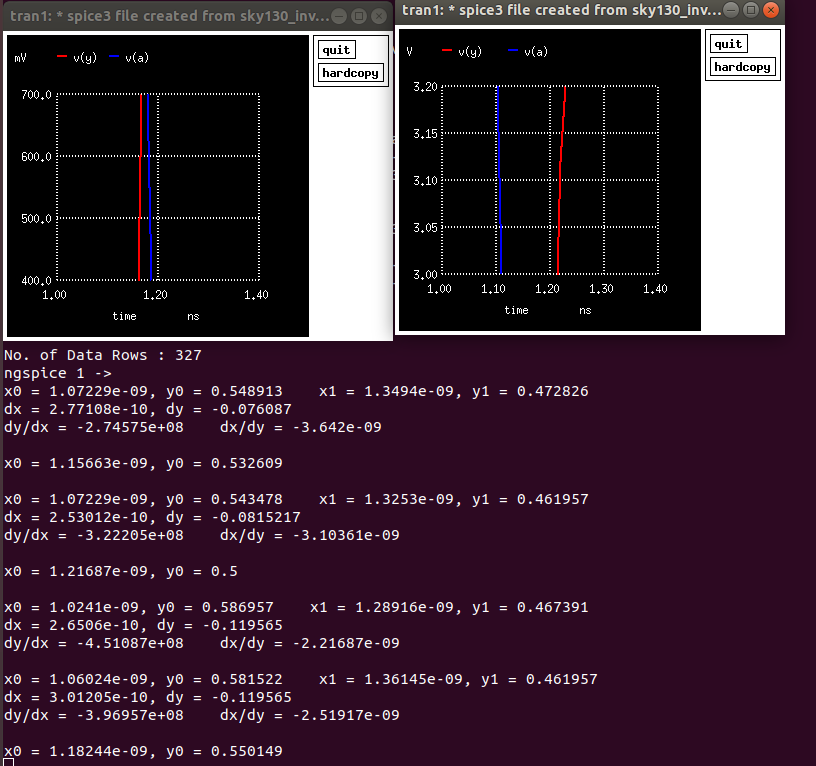 tran1: * spice3 file created from sky130_inv...
mV v(y) v(a)
quit
hardcopy
700.0
600.0
500.0
400.0
1.00 1.20 1.40
time ns
tran1: * spice3 file created from sky130_inv...
V v(y) v(a)
quit
hardcopy
3.20
3.15
3.10
3.05
3.00
1.00 1.10 1.20 1.30 1.40
time ns
No. of Data Rows : 327
ngspice 1 ->
x0 = 1.07229e-09, y0 = 0.548913    x1 = 1.3494e-09, y1 = 0.472826
dx = 2.77108e-10, dy = -0.076087
dy/dx = -2.74575e+08    dx/dy = -3.642e-09
x0 = 1.15663e-09, y0 = 0.532609
x0 = 1.07229e-09, y0 = 0.543478    x1 = 1.3253e-09, y1 = 0.461957
dx = 2.53012e-10, dy = -0.0815217
dy/dx = -3.22205e+08    dx/dy = -3.10361e-09
x0 = 1.21687e-09, y0 = 0.5
x0 = 1.0241e-09, y0 = 0.586957    x1 = 1.28916e-09, y1 = 0.467391
dx = 2.6506e-10, dy = -0.119565
dy/dx = -4.51087e+08    dx/dy = -2.21687e-09
x0 = 1.06024e-09, y0 = 0.581522    x1 = 1.36145e-09, y1 = 0.461957
dx = 3.01205e-10, dy = -0.119565
dy/dx = -3.96957e+08    dx/dy = -2.51917e-09
x0 = 1.18244e-09, y0 = 0.550149